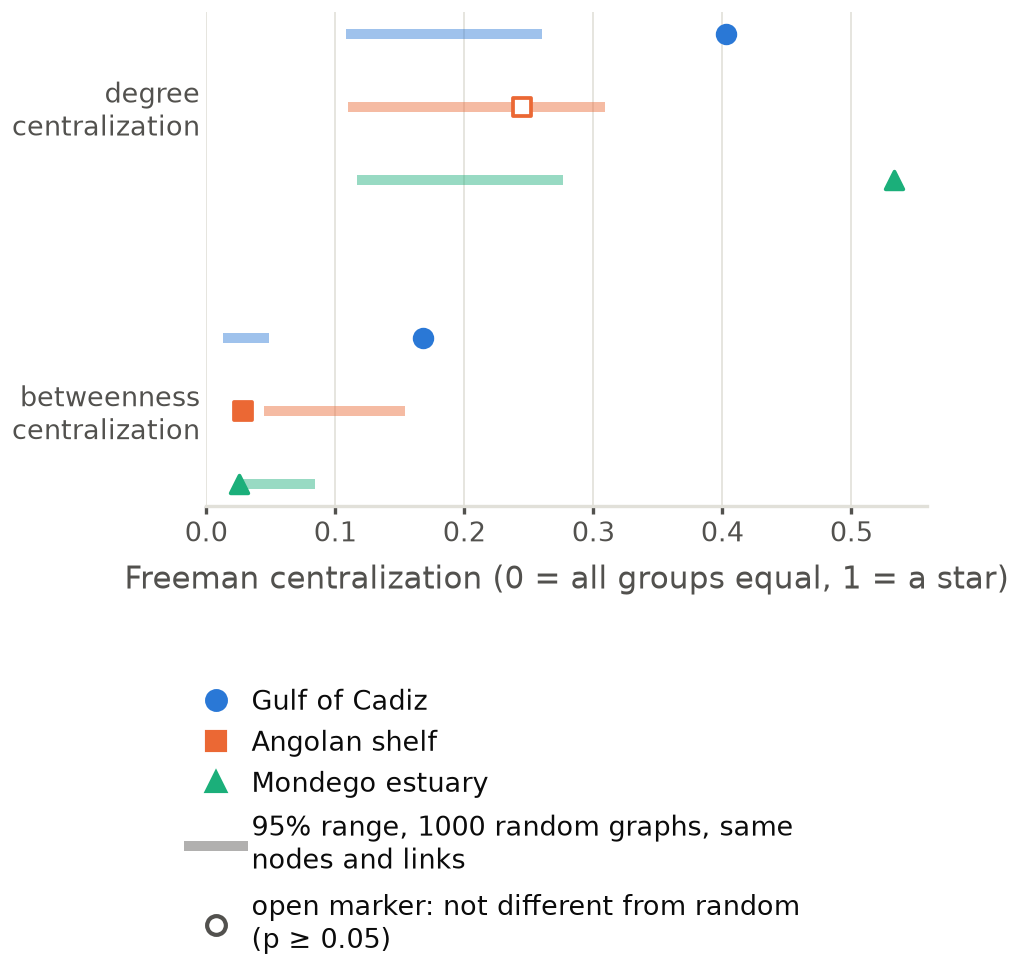 degree
centralization
betweenness
centralization
0.0 0.1 0.2 0.3 0.4 0.5
Freeman centralization (0 = all groups equal, 1 = a star)
Gulf of Cadiz
Angolan shelf
Mondego estuary
95% range, 1000 random graphs, same
nodes and links
open marker: not different from random
(p ≥ 0.05)